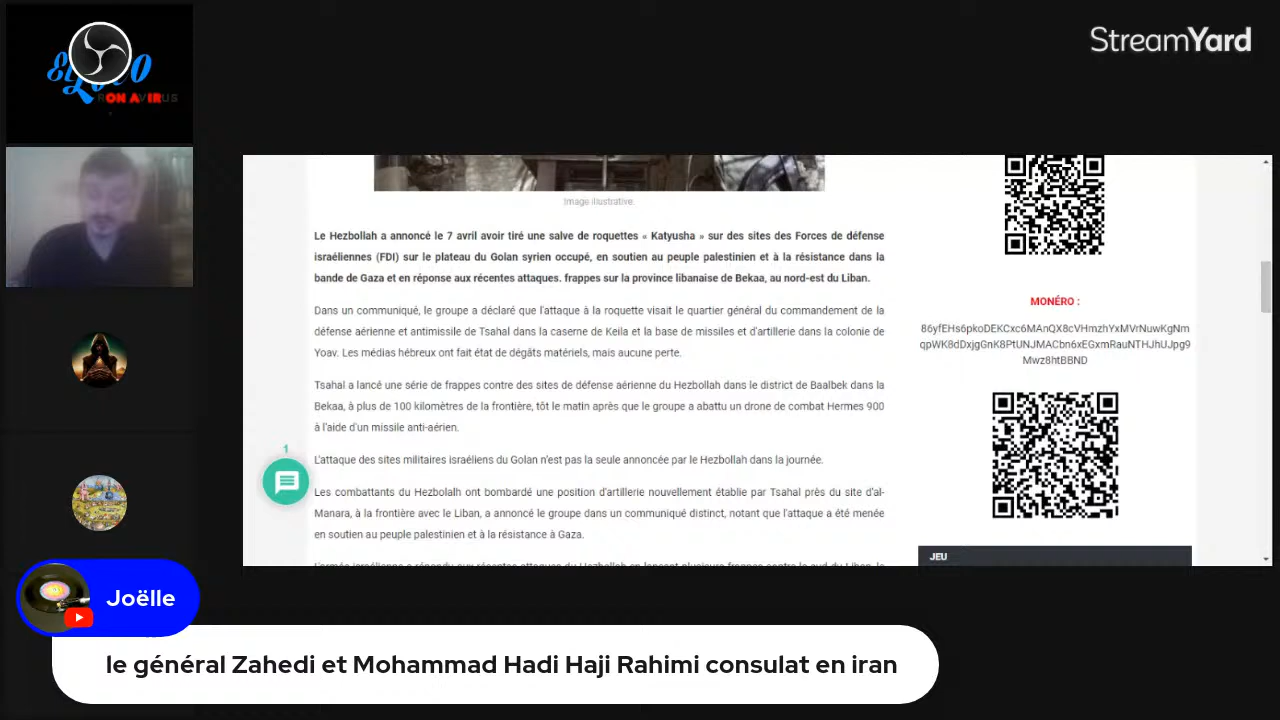 StreamYard
Image illustrative.
Le Hezbollah a annoncé le 7 avril avoir tiré une salve de roquettes « Katyusha » sur des sites des Forces de défense
israéliennes (FDI) sur le plateau du Golan syrien occupé, en soutien au peuple palestinien et à la résistance dans la
bande de Gaza et en réponse aux récentes attaques. frappes sur la province libanaise de Bekaa, au nord-est du Liban.
Dans un communiqué, le groupe a déclaré que l'attaque à la roquette visait le quartier général du commandement de la
défense aérienne et antimissile de Tsahal dans la caserne de Keila et la base de missiles et d'artillerie dans la colonie de
Yoav. Les médias hébreux ont fait état de dégâts matériels, mais aucune perte.
Tsahal a lancé une série de frappes contre des sites de défense aérienne du Hezbollah dans le district de Baalbek dans la
Bekaa, à plus de 100 kilomètres de la frontière, tôt le matin après que le groupe a abattu un drone de combat Hermes 900
à l'aide d'un missile anti-aérien.
1
L'attaque des sites militaires israéliens du Golan n'est pas la seule annoncée par le Hezbollah dans la journée.
Les combattants du Hezbolalh ont bombardé une position d'artillerie nouvellement établie par Tsahal près du site d'al-
Manara, à la frontière avec le Liban, a annoncé le groupe dans un communiqué distinct, notant que l'attaque a été menée
en soutien au peuple palestinien et à la résistance à Gaza.
MONÉRO :
86yfEHs6pkoDEKCxc6MAnQX8cVHmzhYxMVrNuwKgNm
qpWK8dDxjgGnK8PtUNJMACbn6xEGxmRauNTHJhUJpg9
Mwz8htBBND
JEU
Joëlle
le général Zahedi et Mohammad Hadi Haji Rahimi consulat en iran